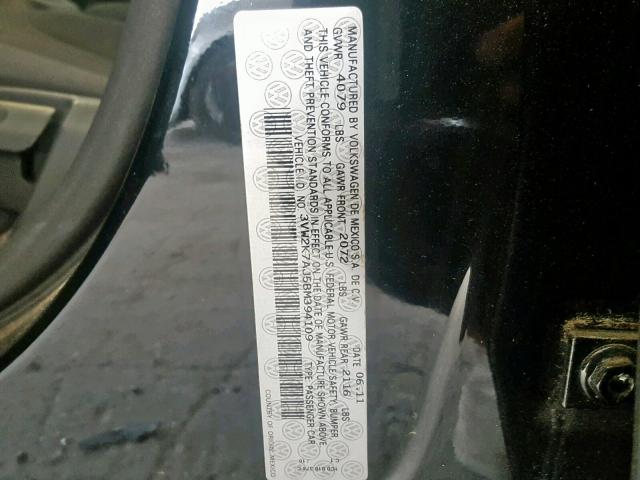 MANUFACTURED BY VOLKSWAGEN DE MEXICO S.A. DE C.V. DATE 06.11
GVWR 4079 LBS GAWR FRONT 2072 LBS GAWR REAR 2116 LBS
THIS VEHICLE CONFORMS TO ALL APPLICABLE U.S. FEDERAL MOTOR VEHICLE SAFETY, BUMPER
AND THEFT PREVENTION STANDARDS IN EFFECT ON THE DATE OF MANUFACTURE SHOWN ABOVE.
VEHICLE I.D. NO. 3VW2K7AJ5BM394109 TYPE: PASSENGER CAR
COUNTRY OF ORIGIN: MEXICO